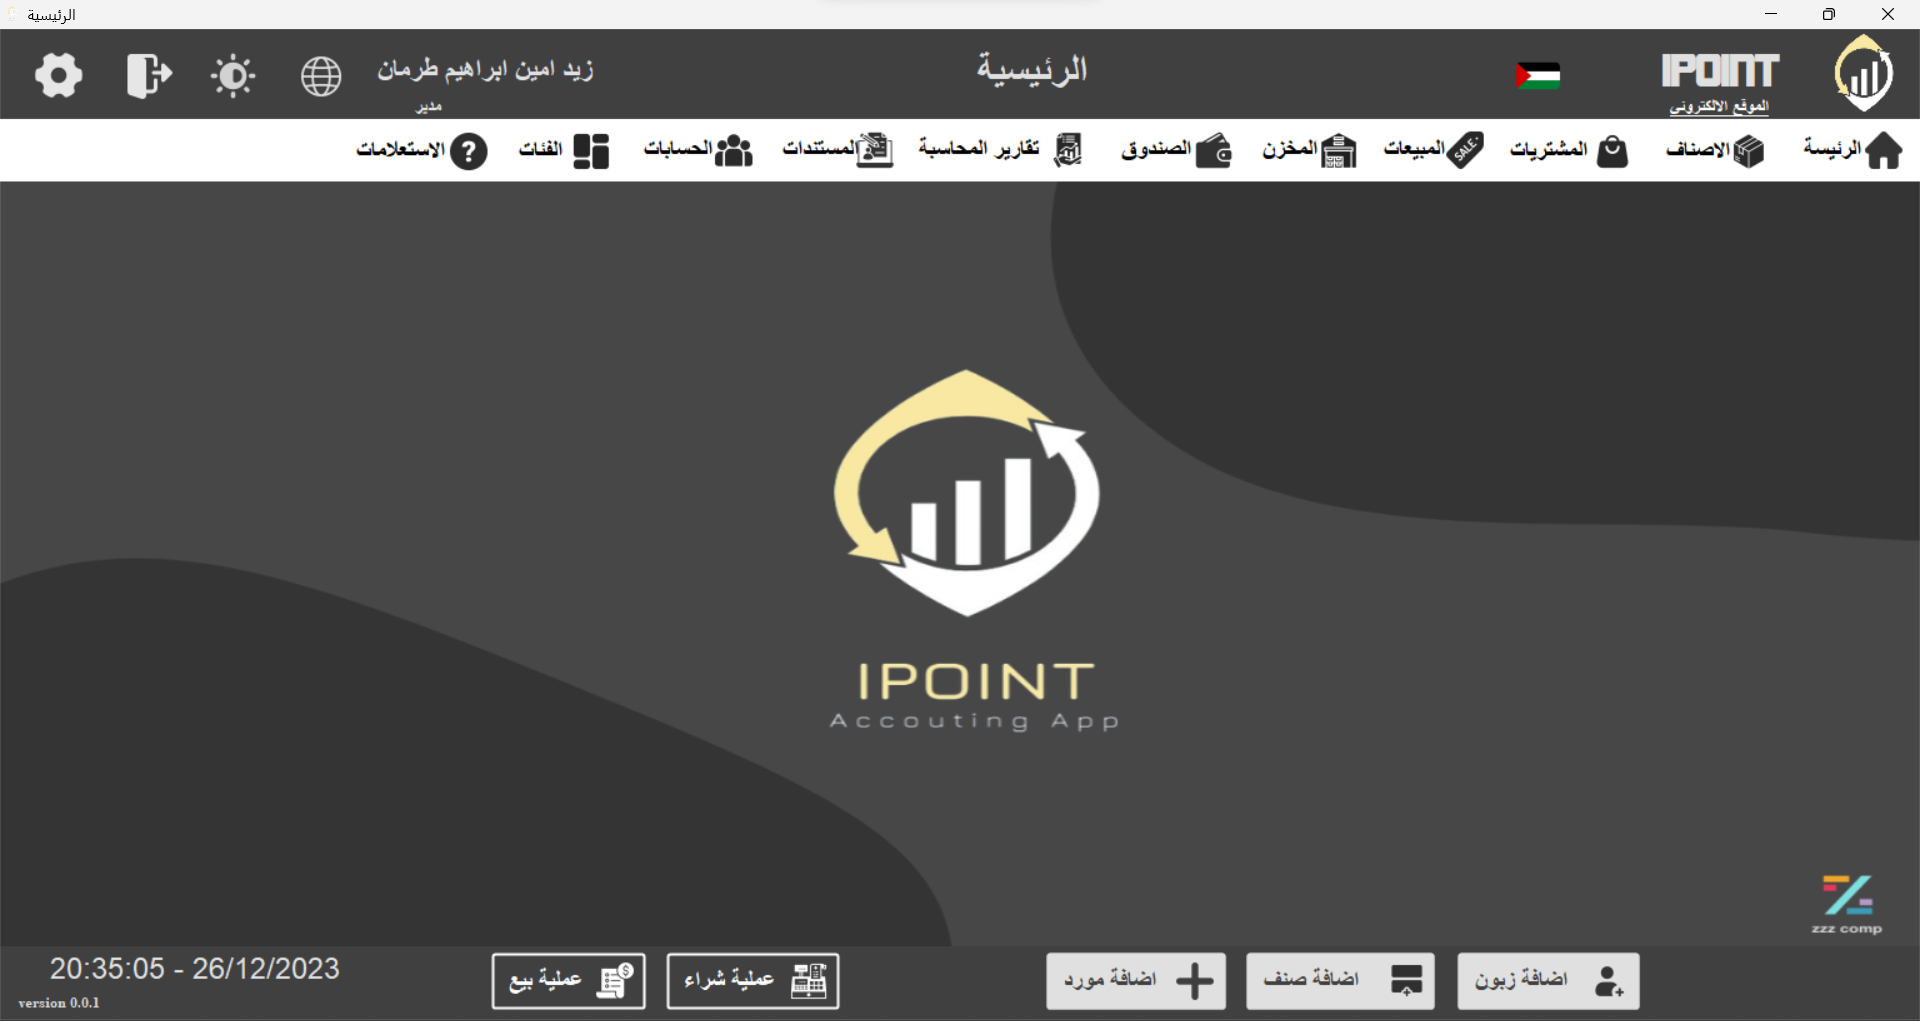 الرئيسية
IPOINT
الموقع الالكتروني
الرئيسية
زيد امين ابراهيم طرمان
مدير
الرئيسة
الاصناف
المشتريات
المبيعات
SALE
المخزن
الصندوق
تقارير المحاسبة
المستندات
الحسابات
الفئات
الاستعلامات
IPOINT
Accouting App
zzz comp
اضافة زبون
اضافة صنف
اضافة مورد
عملية شراء
عملية بيع
20:35:05 - 26/12/2023
version 0.0.1